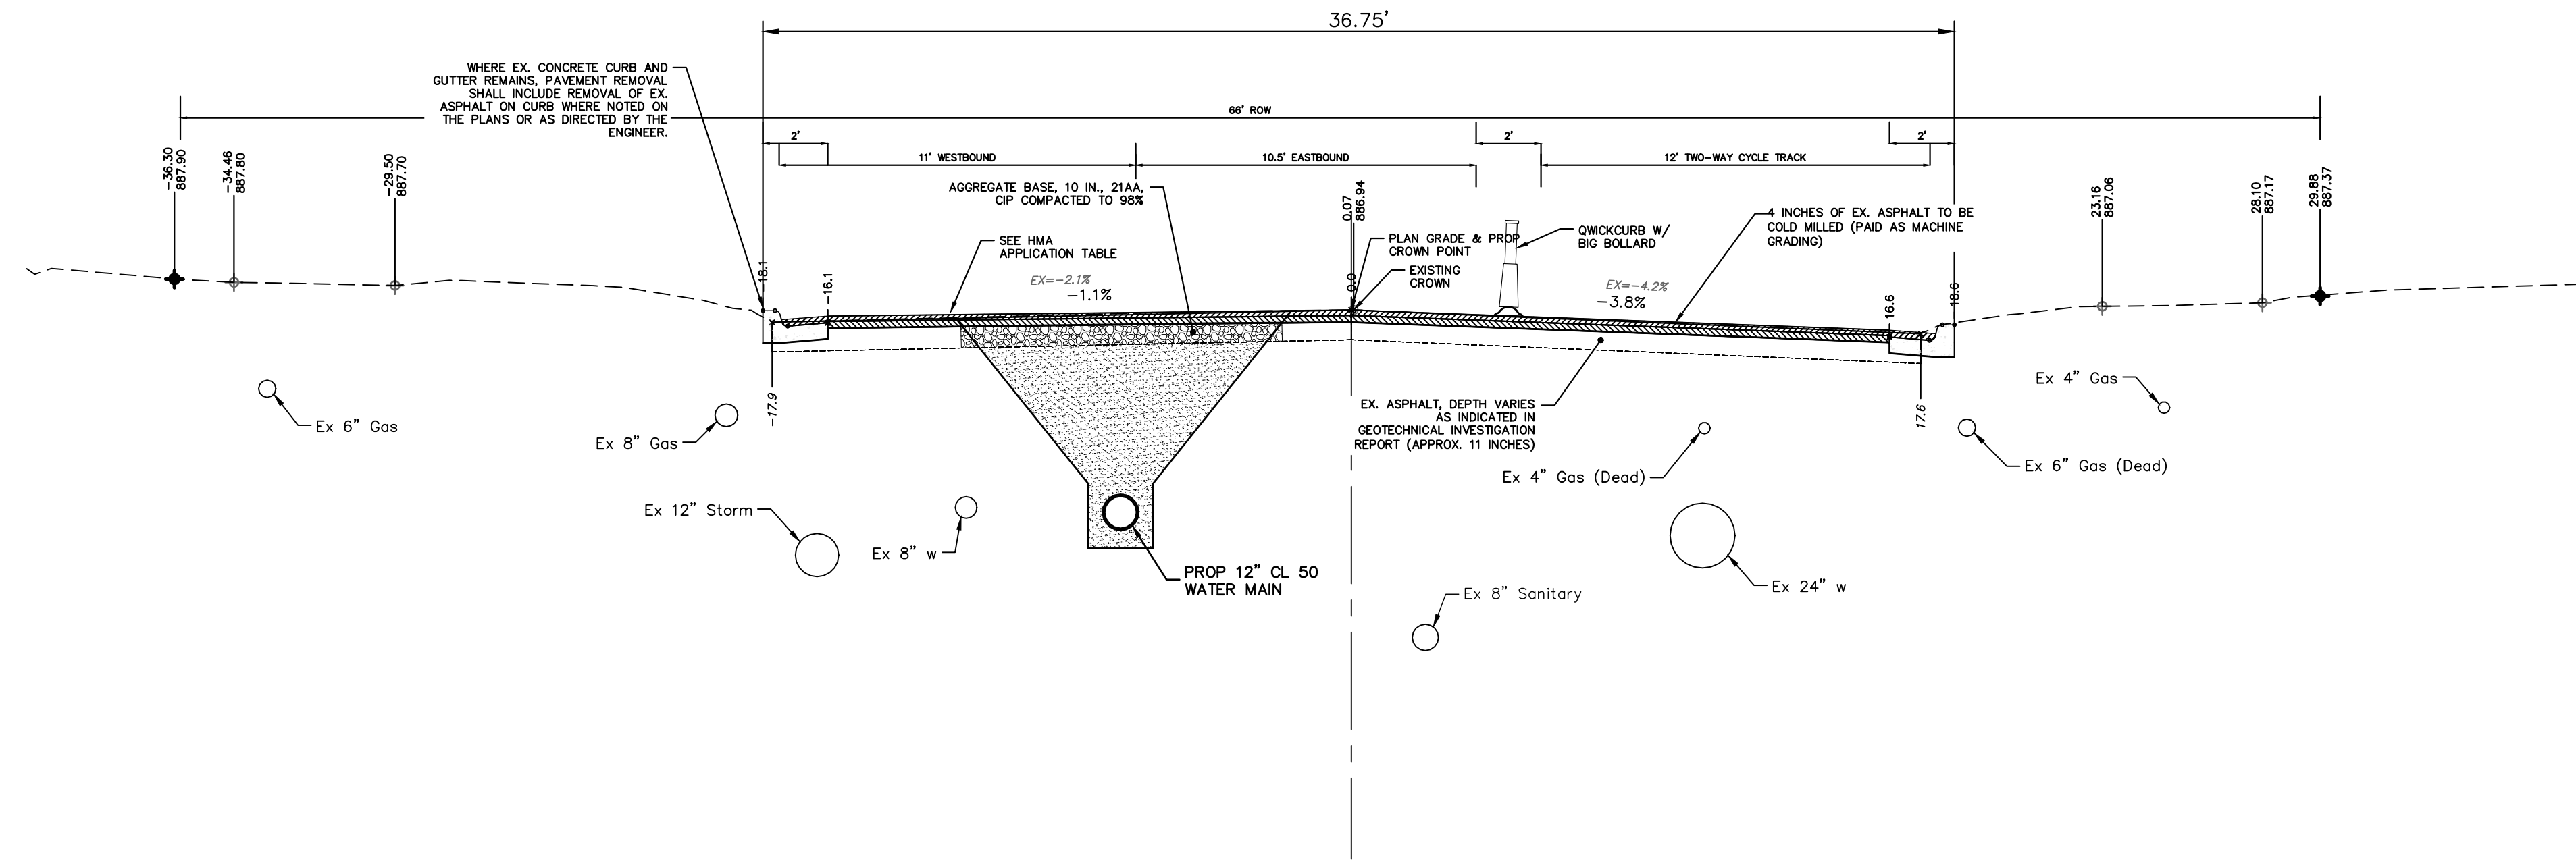 36.75'
WHERE EX. CONCRETE CURB AND
GUTTER REMAINS, PAVEMENT REMOVAL
SHALL INCLUDE REMOVAL OF EX.
ASPHALT ON CURB WHERE NOTED ON
THE PLANS OR AS DIRECTED BY THE
ENGINEER.
66' ROW
2'
2'
2'
11' WESTBOUND
10.5' EASTBOUND
12' TWO-WAY CYCLE TRACK
-36.30
887.90
-34.46
887.80
-29.50
887.70
AGGREGATE BASE, 10 IN., 21AA,
CIP COMPACTED TO 98%
0.07
886.94
23.16
887.06
28.10
887.17
29.88
887.37
SEE HMA
APPLICATION TABLE
PLAN GRADE & PROP
CROWN POINT
EXISTING
CROWN
QWICKCURB W/
BIG BOLLARD
4 INCHES OF EX. ASPHALT TO BE
COLD MILLED (PAID AS MACHINE
GRADING)
-18.1
-16.1
EX=-2.1%
-1.1%
0.0
EX=-4.2%
-3.8%
16.6
18.6
-17.9
17.6
Ex 6" Gas
Ex 8" Gas
EX. ASPHALT, DEPTH VARIES
AS INDICATED IN
GEOTECHNICAL INVESTIGATION
REPORT (APPROX. 11 INCHES)
Ex 4" Gas
Ex 4" Gas (Dead)
Ex 6" Gas (Dead)
Ex 12" Storm
Ex 8" w
PROP 12" CL 50
WATER MAIN
Ex 8" Sanitary
Ex 24" w